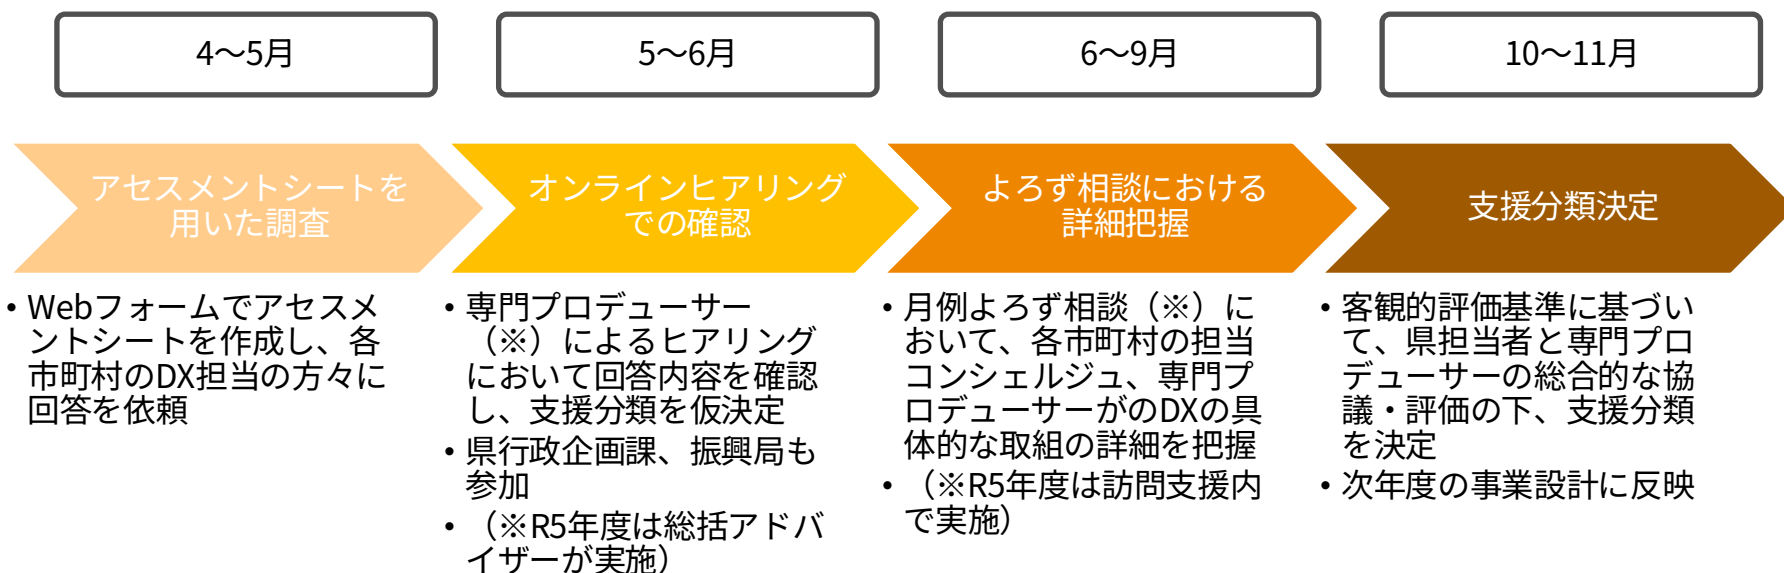 4～5月
5～6月
6～9月
10～11月
アセスメントシートを
用いた調査
オンラインヒアリング
での確認
よろず相談における
詳細把握
支援分類決定
• Webフォームでアセスメ
ントシートを作成し、各
市町村のDX担当の方々に
回答を依頼
• 専門プロデューサー
（※）によるヒアリング
において回答内容を確認
し、支援分類を仮決定
• 県行政企画課、振興局も
参加
• （※R5年度は総括アドバ
イザーが実施）
• 月例よろず相談（※）に
おいて、各市町村の担当
コンシェルジュ、専門プ
ロデューサーがのDXの具
体的な取組の詳細を把握
• （※R5年度は訪問支援内
で実施）
• 客観的評価基準に基づい
て、県担当者と専門プロ
デューサーの総合的な協
議・評価の下、支援分類
を決定
• 次年度の事業設計に反映